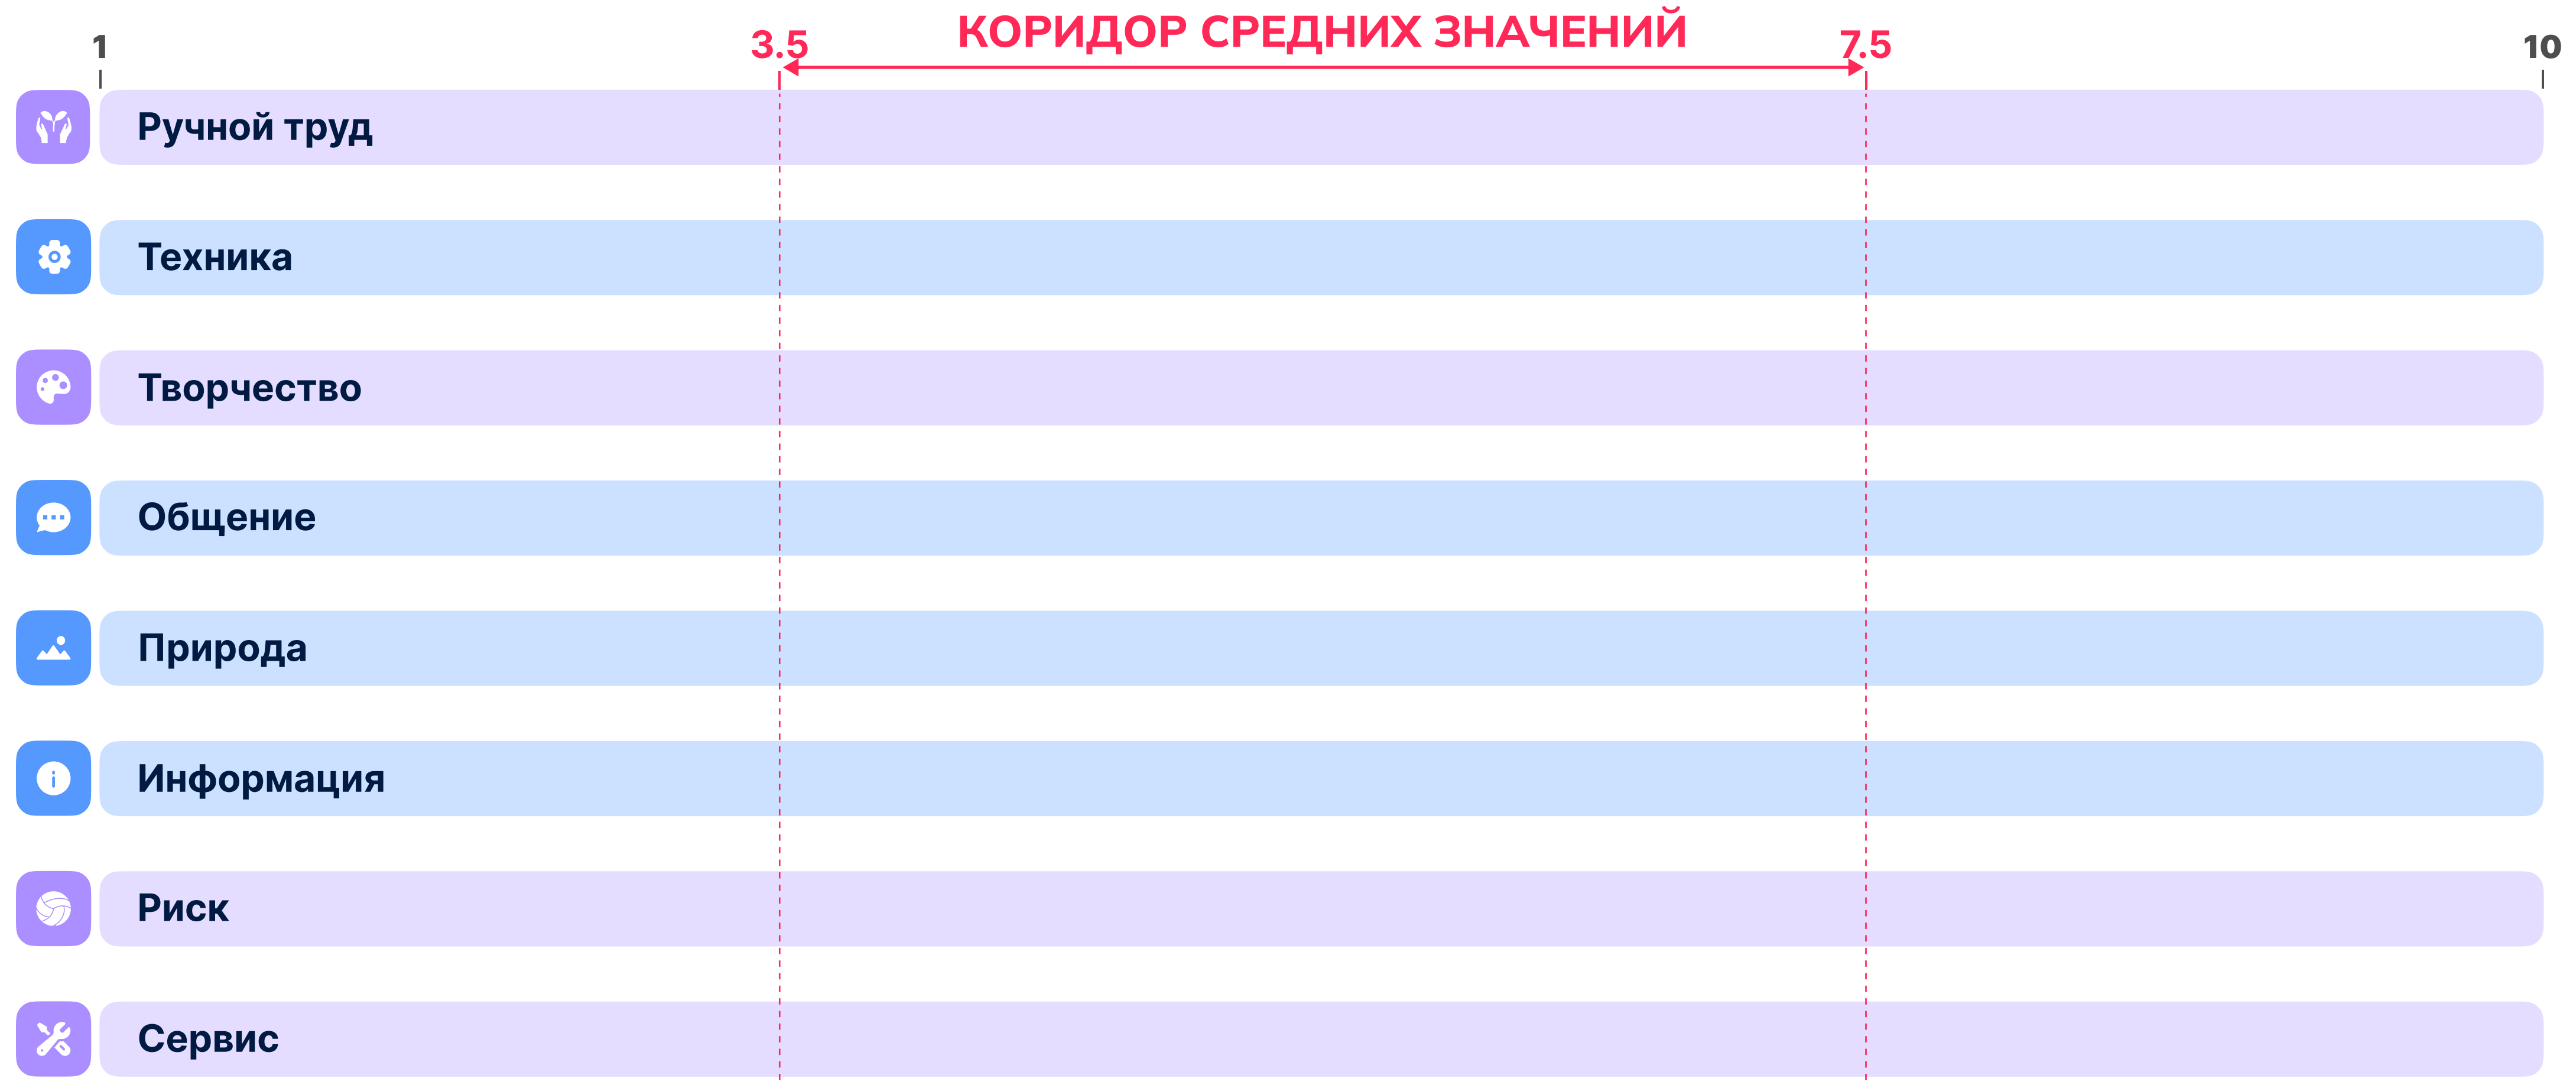 КОРИДОР СРЕДНИХ ЗНАЧЕНИЙ
1 3.5 7.5 10
Ручной труд
Техника
Творчество
Общение
Природа
Информация
Риск
Сервис